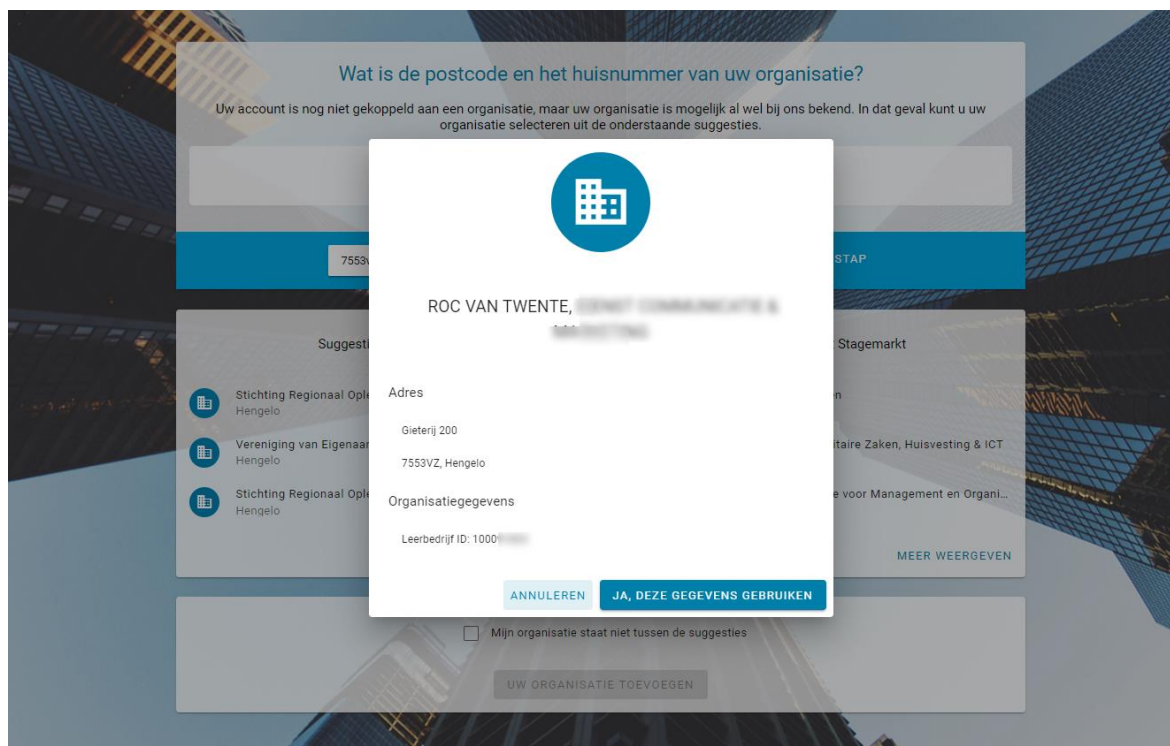 Wat is de postcode en het huisnummer van uw organisatie?
Uw account is nog niet gekoppeld aan een organisatie, maar uw organisatie is mogelijk al wel bij ons bekend. In dat geval kunt u uw
organisatie selecteren uit de onderstaande suggesties.
7553v
STAP
ROC VAN TWENTE,
Suggesti
Stagemarkt
Adres
Stichting Regionaal Ople
Hengelo
en
Gieterij 200
Vereniging van Eigenaar
Hengelo
itaire Zaken, Huisvesting & ICT
7553VZ, Hengelo
Stichting Regionaal Ople
Hengelo
e voor Management en Organi...
Organisatiegegevens
Leerbedrijf ID: 1000
MEER WEERGEVEN
ANNULEREN
JA, DEZE GEGEVENS GEBRUIKEN
Mijn organisatie staat niet tussen de suggesties
UW ORGANISATIE TOEVOEGEN